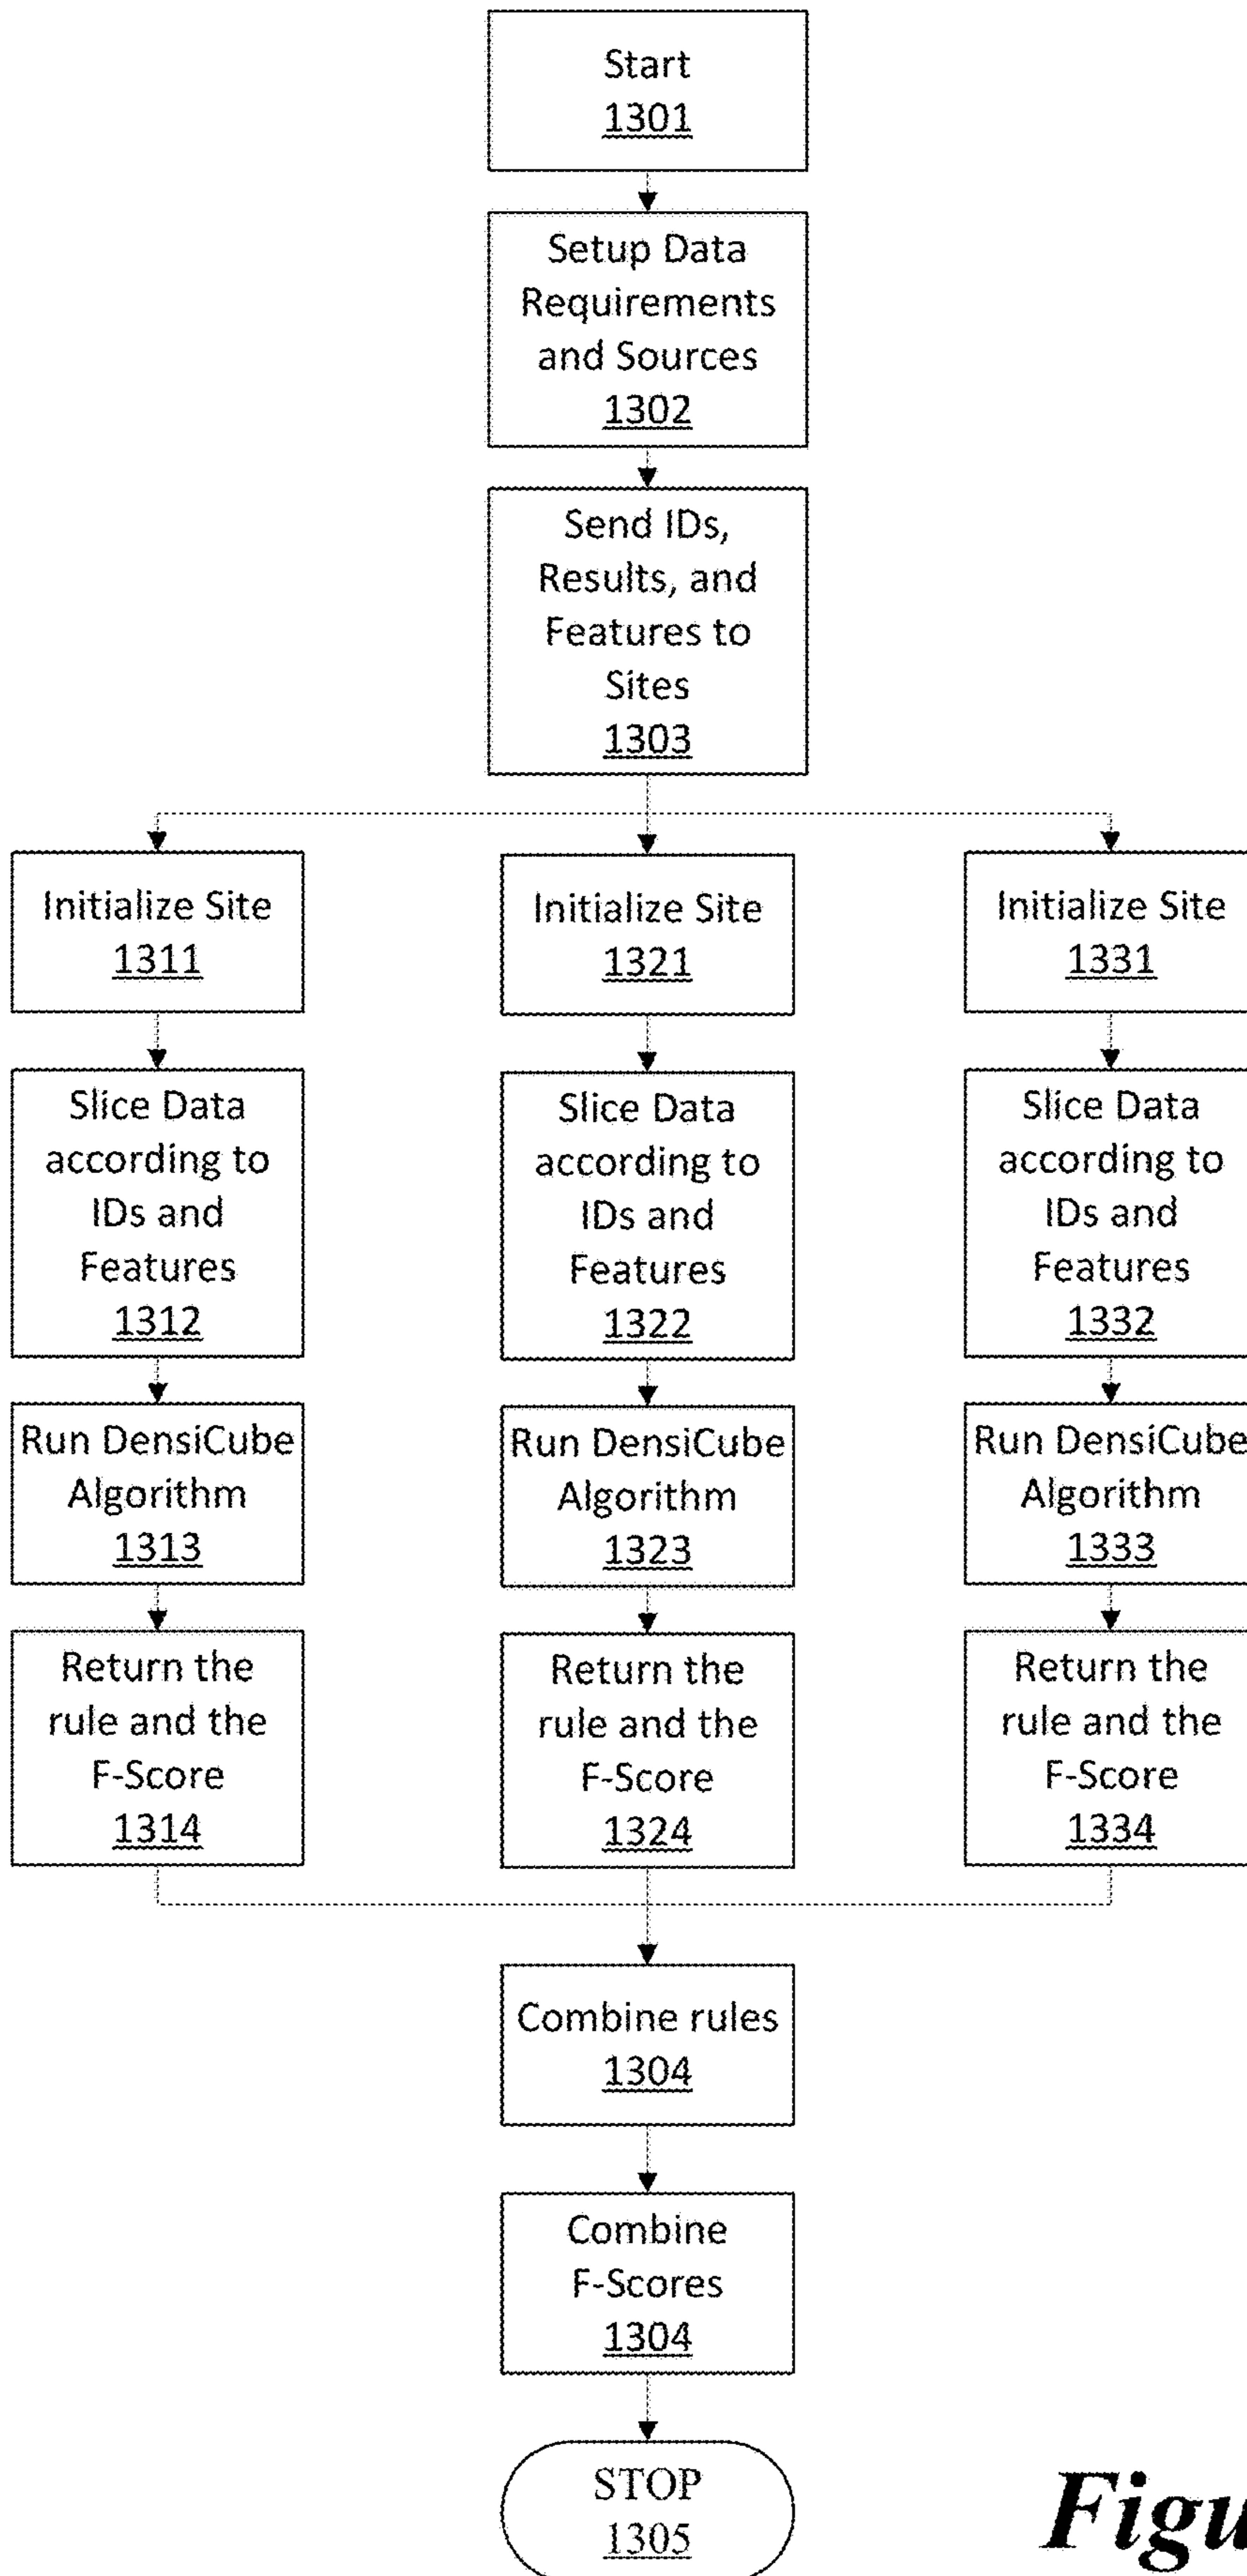 Start
1301
Setup Data
Requirements
and Sources
1302
Send IDs,
Results, and
Features to
Sites
1303
Initialize Site
1311
Slice Data
according to
IDs and
Features
1312
Run DensiCube
Algorithm
1313
Return the
rule and the
F-Score
1314
Initialize Site
1321
Slice Data
according to
IDs and
Features
1322
Run DensiCube
Algorithm
1323
Return the
rule and the
F-Score
1324
Initialize Site
1331
Slice Data
according to
IDs and
Features
1332
Run DensiCube
Algorithm
1333
Return the
rule and the
F-Score
1334
Combine rules
1304
Combine
F-Scores
1304
STOP
1305